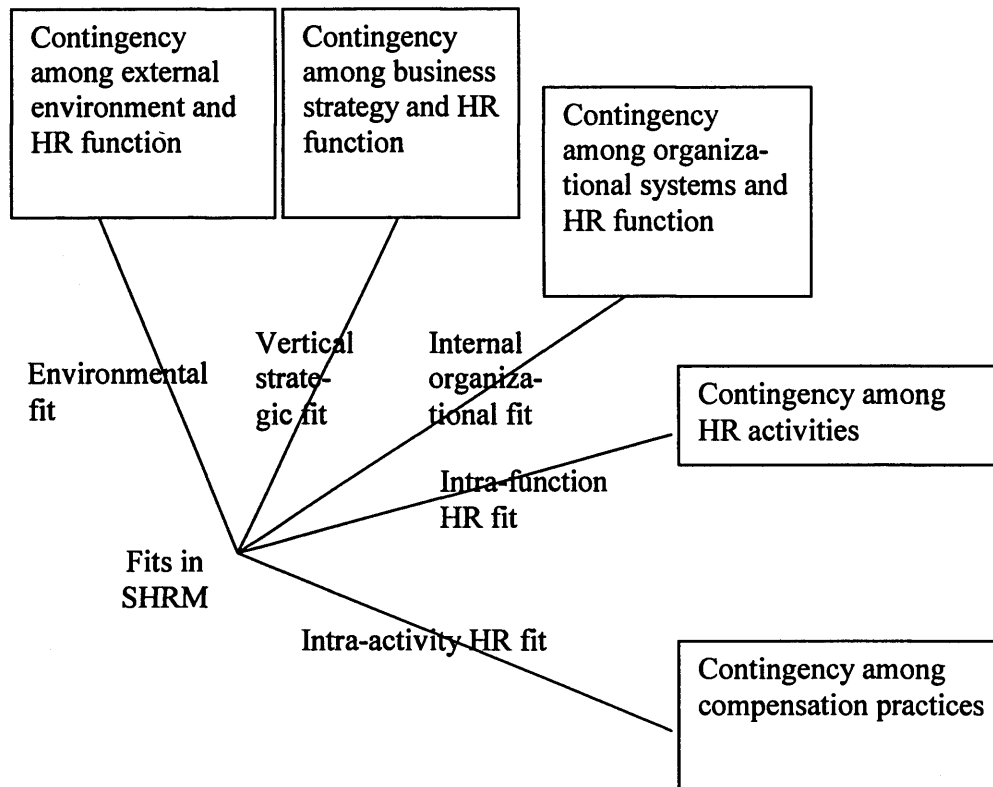 Contingency
among external
environment and
HR function
Contingency
among business
strategy and HR
function
Contingency
among organiza-
tional systems and
HR function
Environmental
fit
Vertical
strate-
gic fit
Internal
organiza-
tional fit
Contingency among
HR activities
Intra-function
HR fit
Fits in
SHRM
Intra-activity HR fit
Contingency among
compensation practices